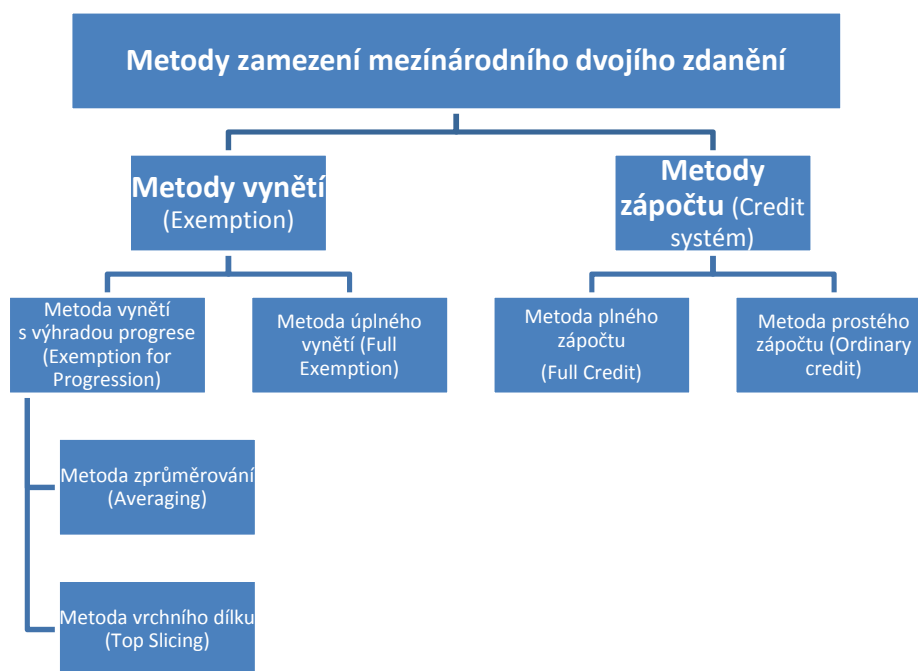 Metody zamezení mezínárodního dvojího zdanění
Metody vynětí
(Exemption)
Metody
zápočtu (Credit
systém)
Metoda vynětí
s výhradou progrese
(Exemption for
Progression)
Metoda úplného
vynětí (Full
Exemption)
Metoda plného
zápočtu
(Full Credit)
Metoda prostého
zápočtu (Ordinary
credit)
Metoda zprůměrování
(Averaging)
Metoda vrchního dílku
(Top Slicing)